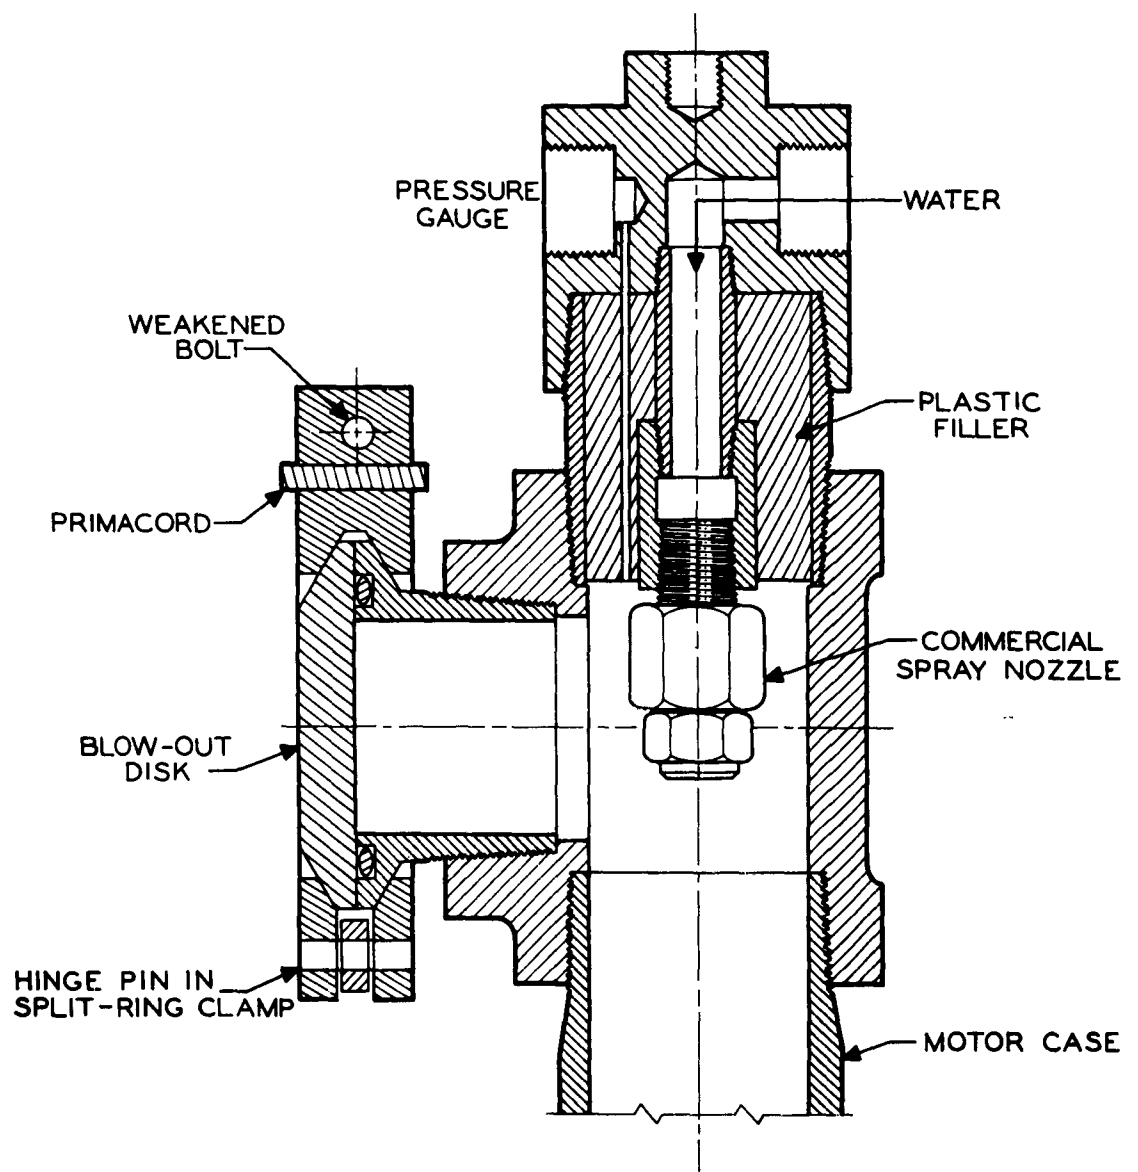 PRESSURE
GAUGE
WATER
WEAKENED
BOLT
PLASTIC
FILLER
PRIMACORD
COMMERCIAL
SPRAY NOZZLE
BLOW-OUT
DISK
HINGE PIN IN
SPLIT-RING CLAMP
MOTOR CASE